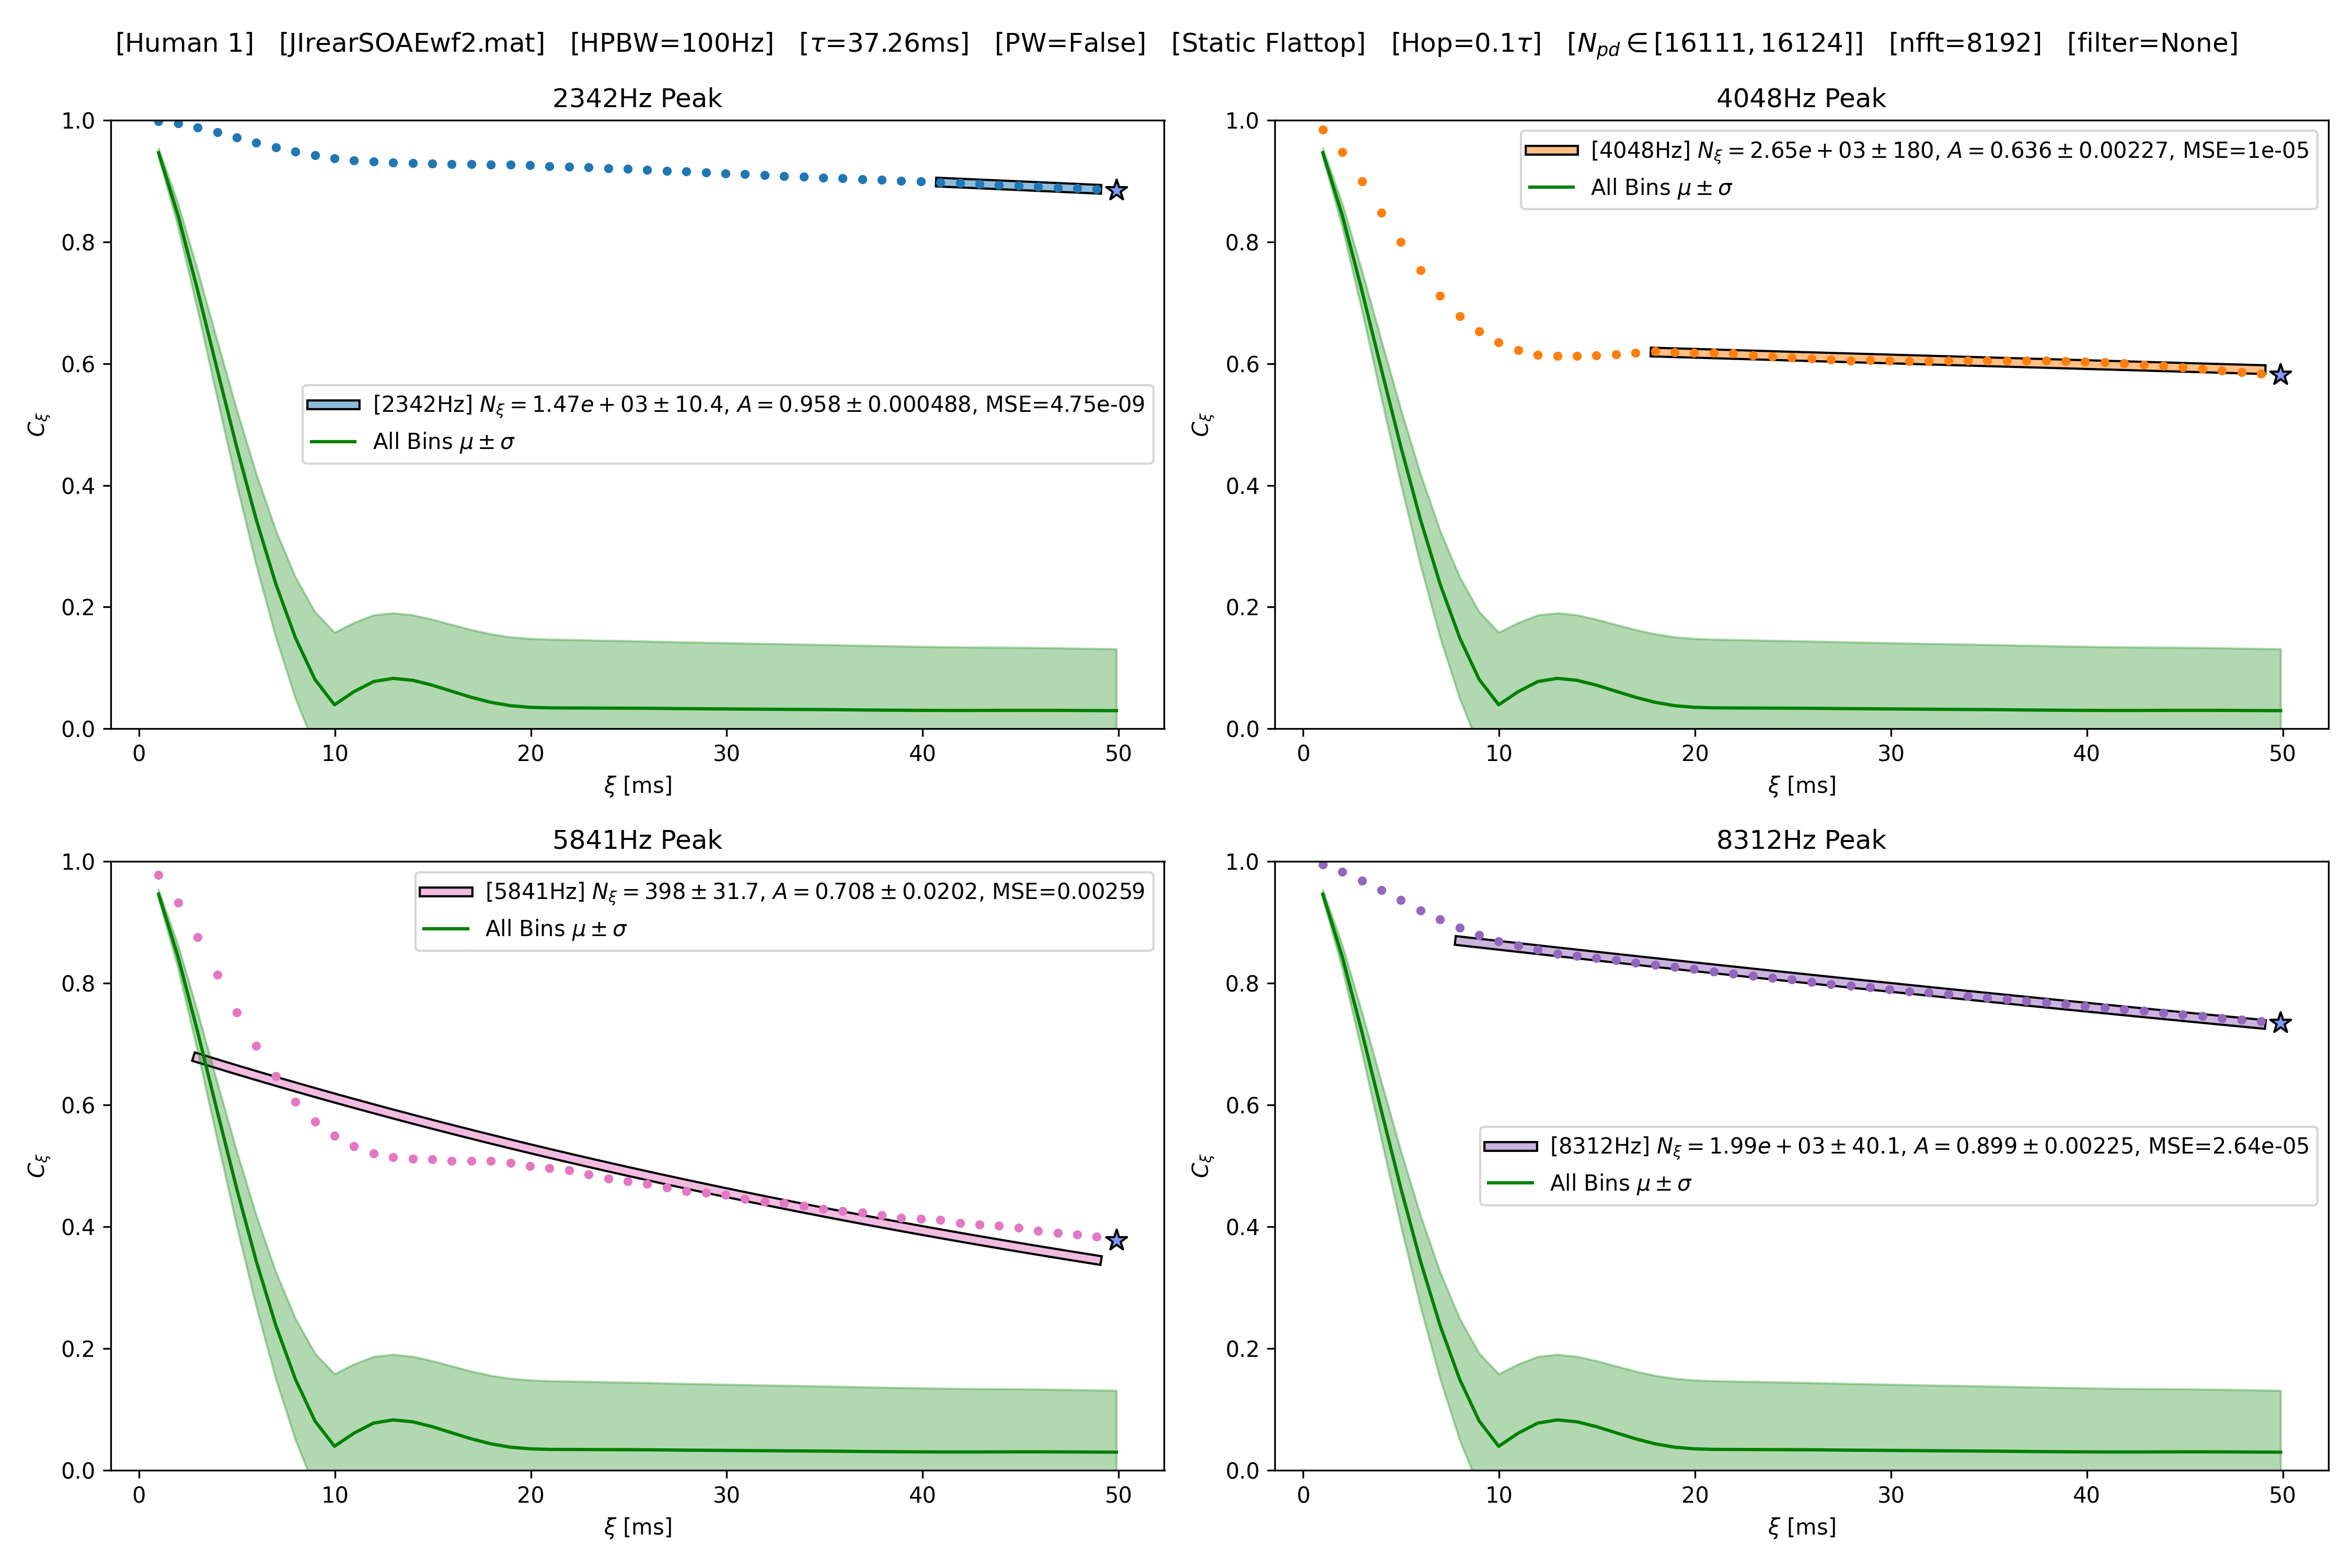 [Human 1] [JIrearSOAEwf2.mat] [HPBW=100Hz] [τ=37.26ms] [PW=False] [Static Flattop] [Hop=0.1τ] [N_pd ∈ [16111, 16124]] [nfft=8192] [filter=None]
2342Hz Peak
1.0
0.8
0.6
0.4
0.2
0.0
C_ξ
[2342Hz] N_ξ = 1.47e + 03 ± 10.4, A = 0.958 ± 0.000488, MSE=4.75e-09
All Bins μ ± σ
0 10 20 30 40 50
ξ [ms]
4048Hz Peak
1.0
0.8
0.6
0.4
0.2
0.0
C_ξ
[4048Hz] N_ξ = 2.65e + 03 ± 180, A = 0.636 ± 0.00227, MSE=1e-05
All Bins μ ± σ
0 10 20 30 40 50
ξ [ms]
5841Hz Peak
1.0
0.8
0.6
0.4
0.2
0.0
C_ξ
[5841Hz] N_ξ = 398 ± 31.7, A = 0.708 ± 0.0202, MSE=0.00259
All Bins μ ± σ
0 10 20 30 40 50
ξ [ms]
8312Hz Peak
1.0
0.8
0.6
0.4
0.2
0.0
C_ξ
[8312Hz] N_ξ = 1.99e + 03 ± 40.1, A = 0.899 ± 0.00225, MSE=2.64e-05
All Bins μ ± σ
0 10 20 30 40 50
ξ [ms]